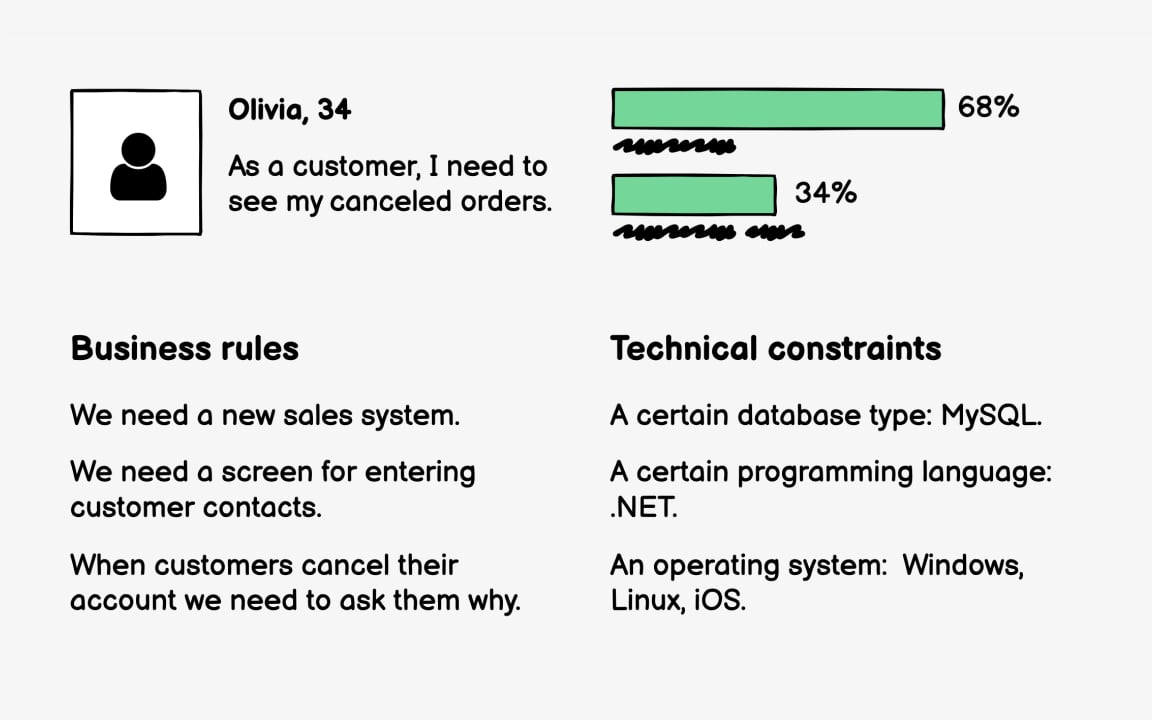 Olivia, 34
As a customer, I need to
see my canceled orders.
68%
34%
Business rules
We need a new sales system.
We need a screen for entering
customer contacts.
When customers cancel their
account we need to ask them why.
Technical constraints
A certain database type: MySQL.
A certain programming language:
.NET.
An operating system: Windows,
Linux, iOS.